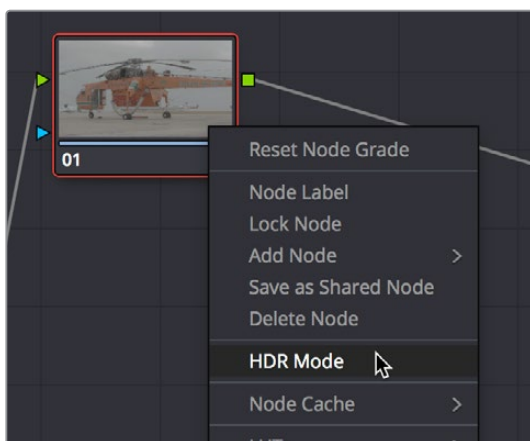 01
Reset Node Grade
Node Label
Lock Node
Add Node >
Save as Shared Node
Delete Node
HDR Mode
Node Cache >